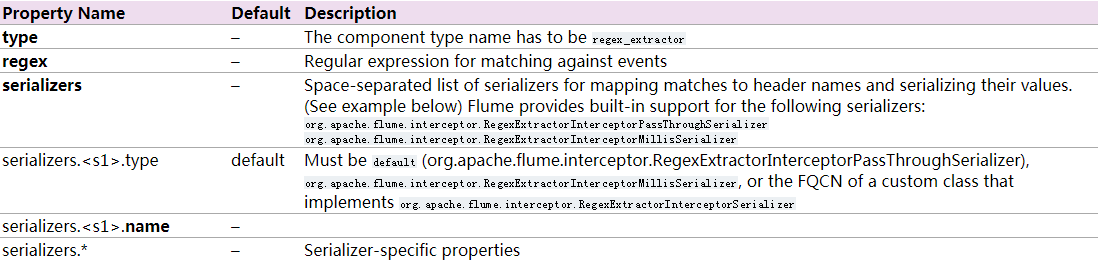 Property Name Default Description
type – The component type name has to be regex_extractor
regex – Regular expression for matching against events
serializers – Space-separated list of serializers for mapping matches to header names and serializing their values.
(See example below) Flume provides built-in support for the following serializers:
org.apache.flume.interceptor.RegexExtractorInterceptorPassThroughSerializer
org.apache.flume.interceptor.RegexExtractorInterceptorMillisSerializer
serializers.<s1>.type default Must be default (org.apache.flume.interceptor.RegexExtractorInterceptorPassThroughSerializer),
org.apache.flume.interceptor.RegexExtractorInterceptorMillisSerializer, or the FQCN of a custom class that
implements org.apache.flume.interceptor.RegexExtractorInterceptorSerializer
serializers.<s1>.name –
serializers.* – Serializer-specific properties